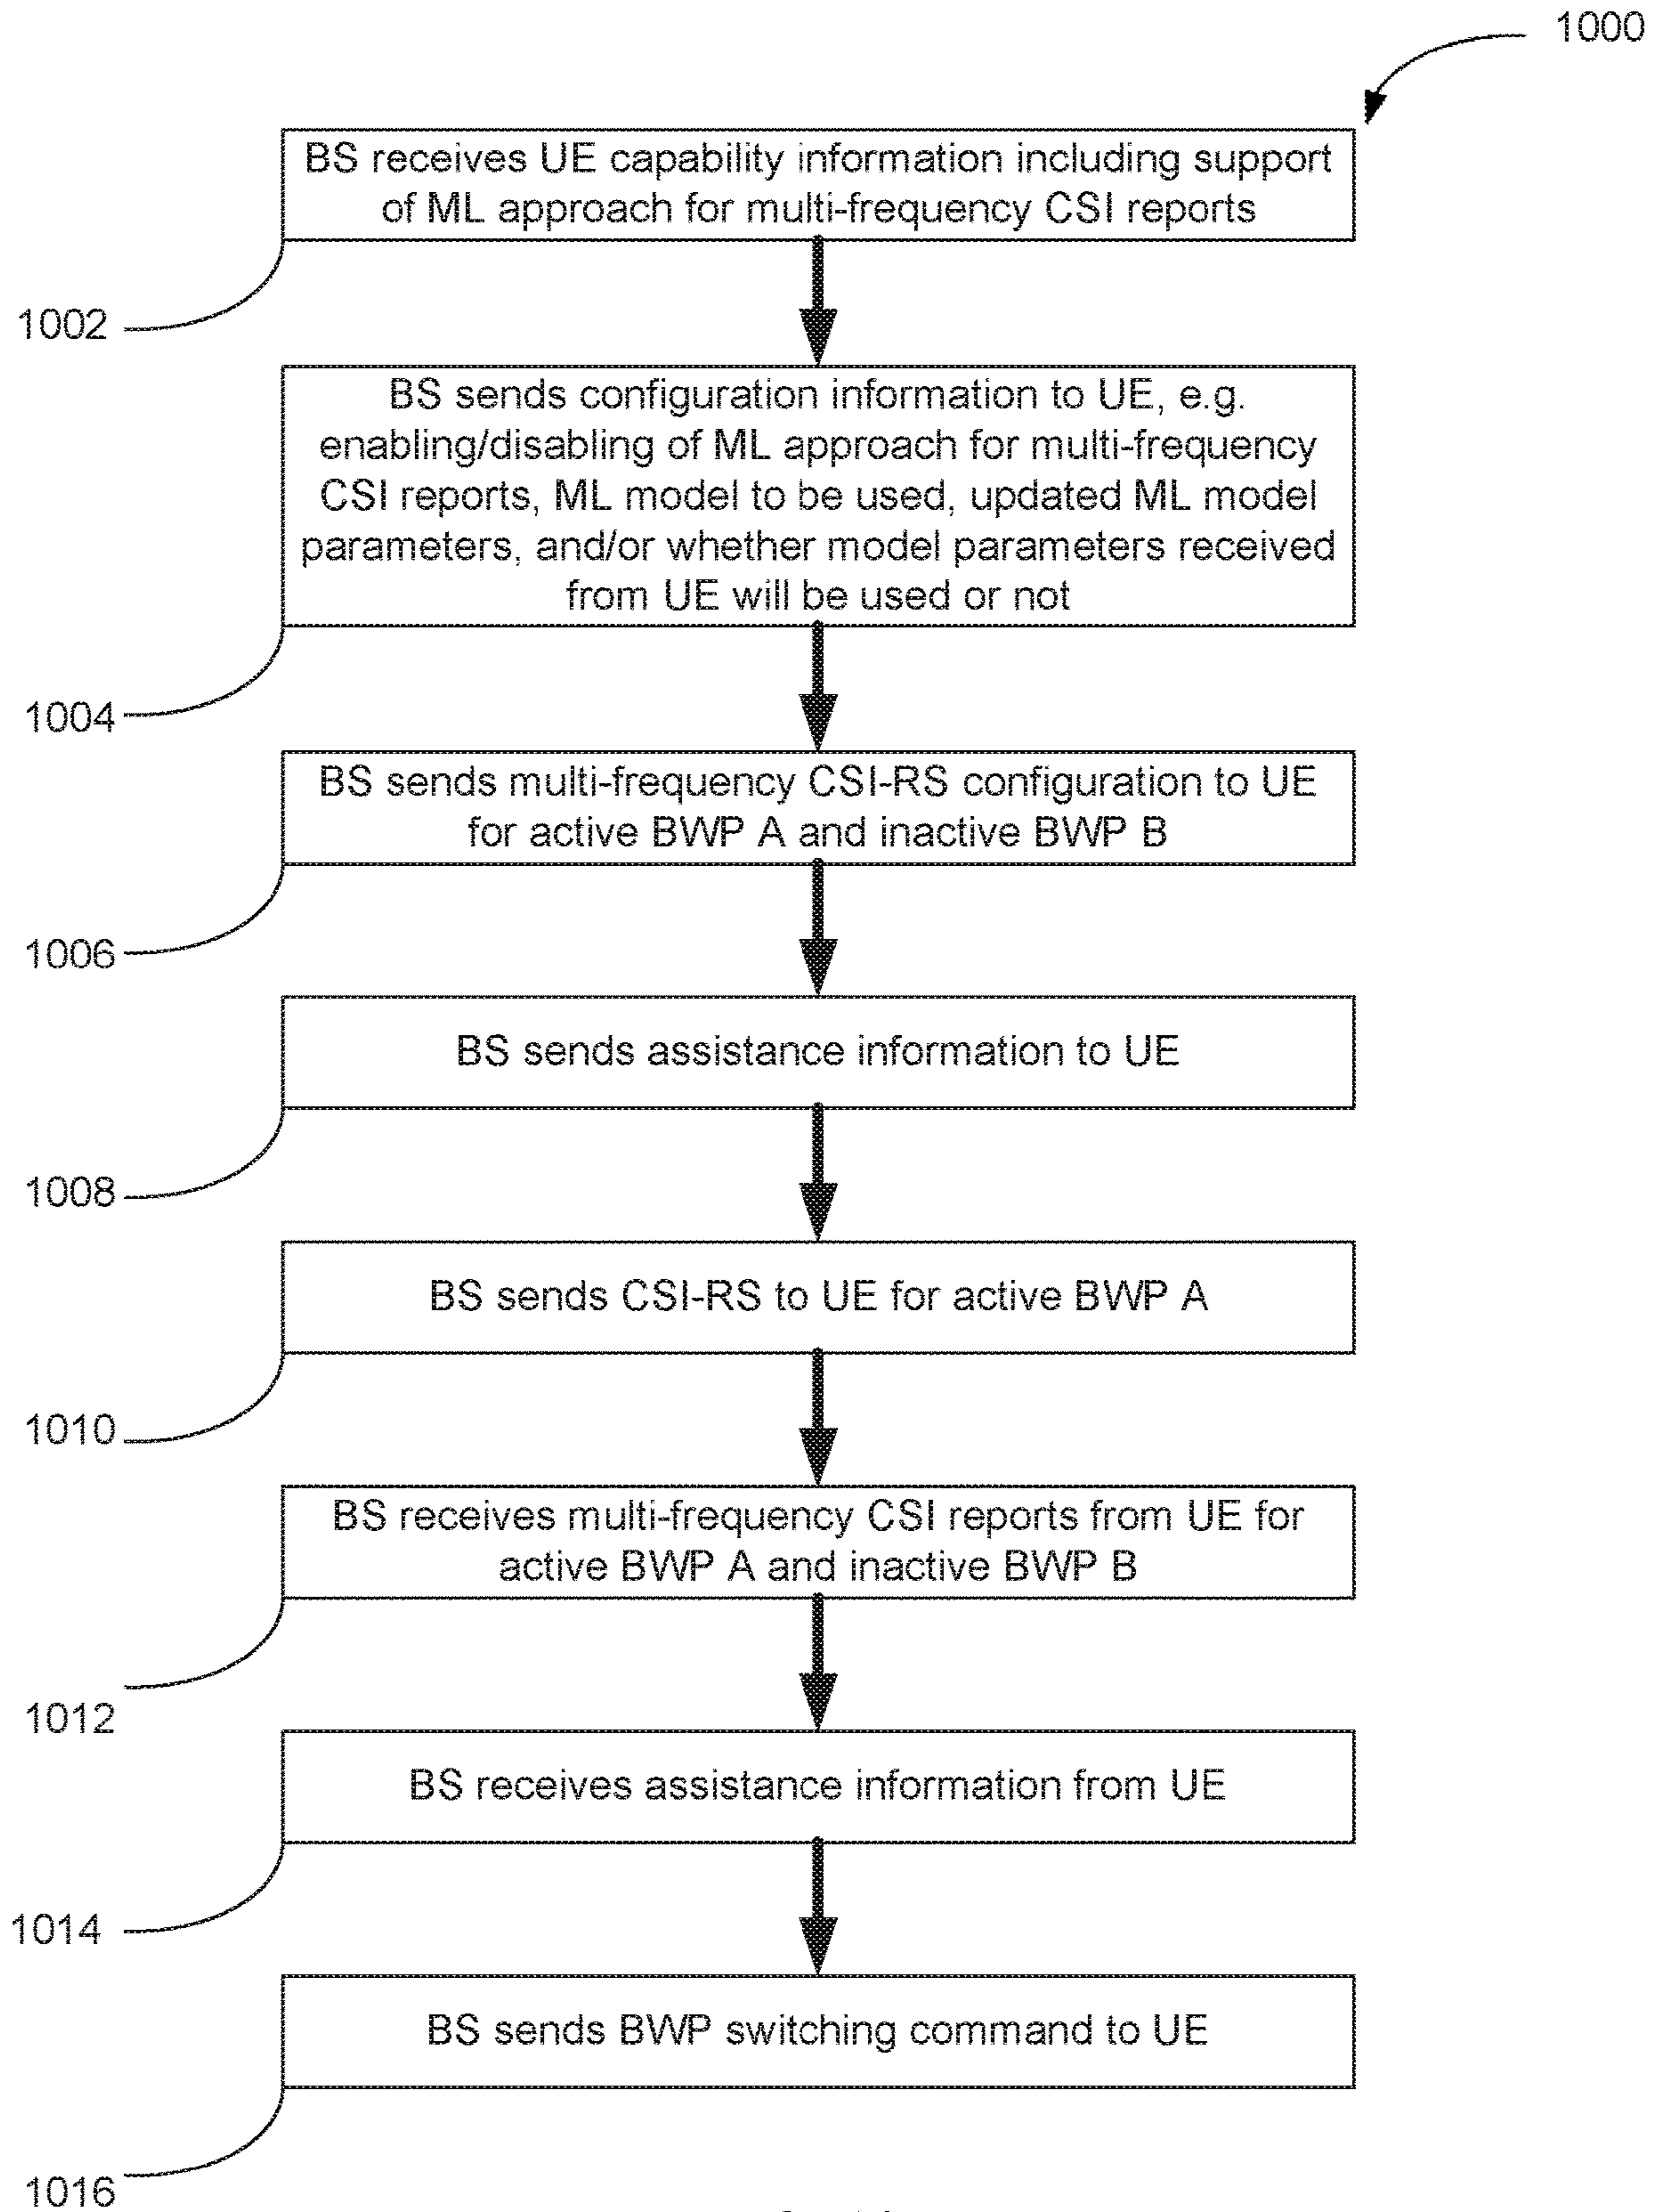 1000
BS receives UE capability information including support
of ML approach for multi-frequency CSI reports
1002
BS sends configuration information to UE, e.g.
enabling/disabling of ML approach for multi-frequency
CSI reports, ML model to be used, updated ML model
parameters, and/or whether model parameters received
from UE will be used or not
1004
BS sends multi-frequency CSI-RS configuration to UE
for active BWP A and inactive BWP B
1006
BS sends assistance information to UE
1008
BS sends CSI-RS to UE for active BWP A
1010
BS receives multi-frequency CSI reports from UE for
active BWP A and inactive BWP B
1012
BS receives assistance information from UE
1014
BS sends BWP switching command to UE
1016